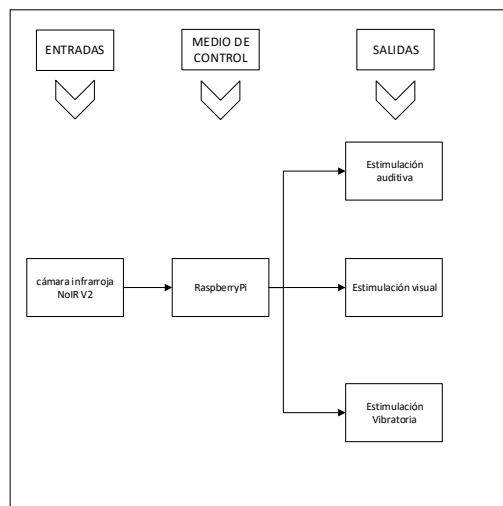 ENTRADAS
MEDIO DE
CONTROL
SALIDAS
Estimulación
auditiva
cámara infrarroja
NoIR V2
RaspberryPi
Estimulación visual
Estimulación
Vibratoria